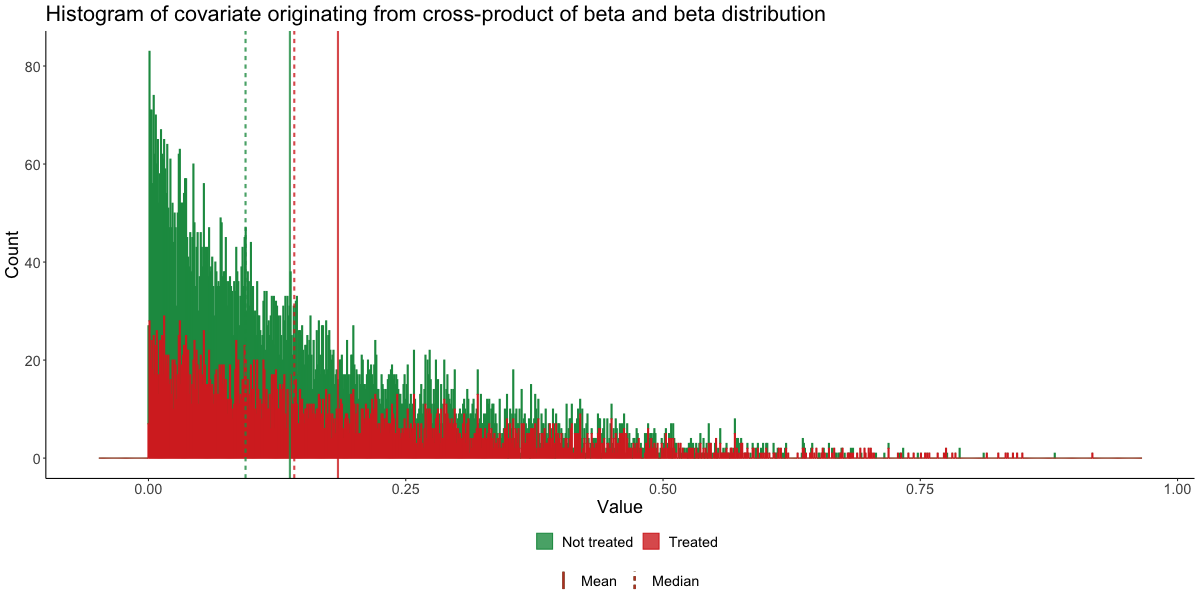 Histogram of covariate originating from cross-product of beta and beta distribution
Count
80
60
40
20
0
0.00 0.25 0.50 0.75 1.00
Value
Not treated Treated
Mean Median